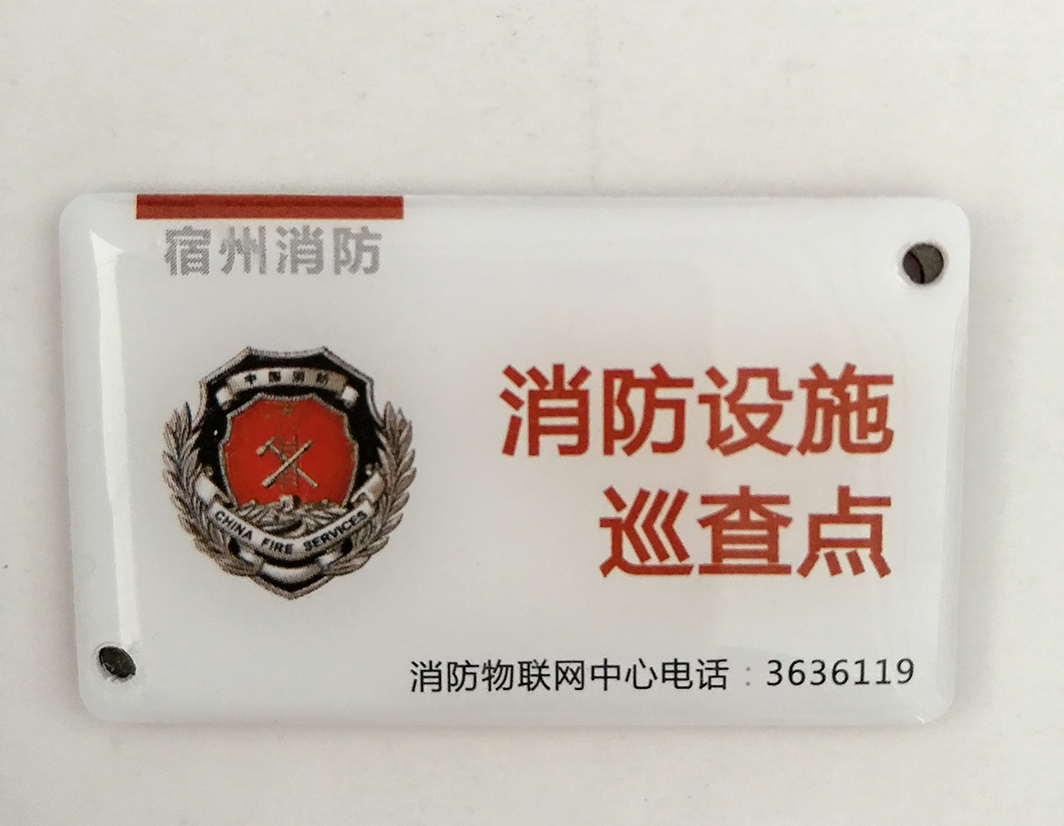 宿州消防
中国消防
CHINA FIRE SERVICES
消防设施
巡查点
消防物联网中心电话：3636119